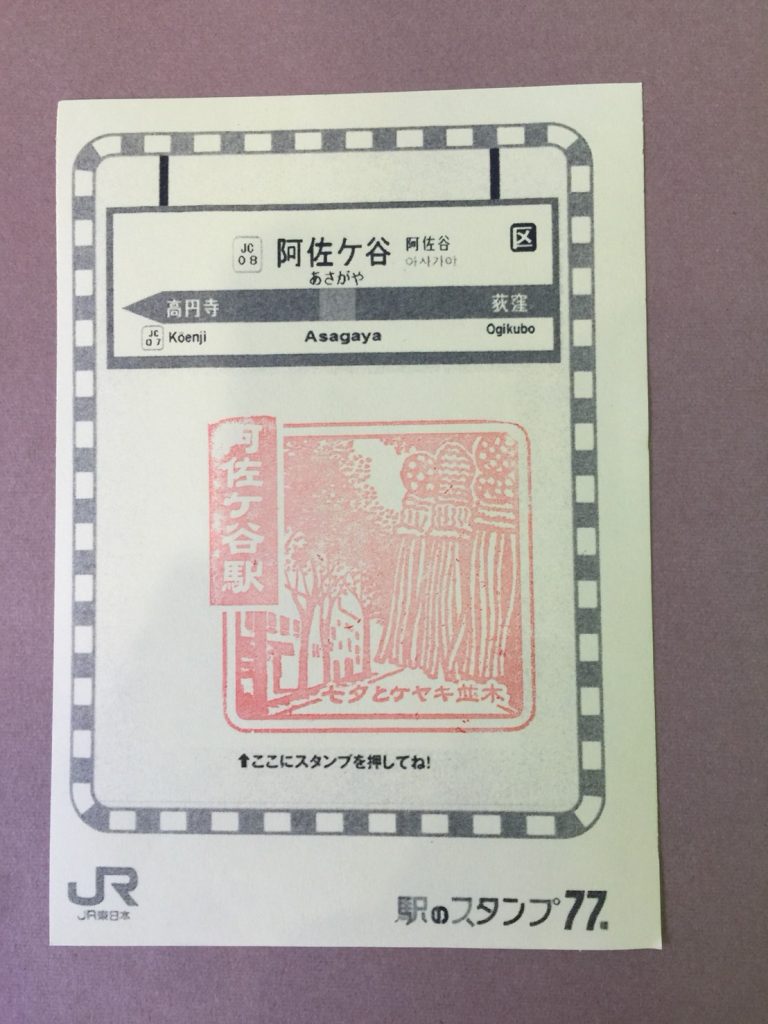 JC
08
阿佐ケ谷
阿佐谷
아사가야
区
あさがや
高円寺
荻窪
JC
07
Kōenji
Asagaya
Ogikubo
阿佐ケ谷駅
七夕とケヤキ並木
⬆ここにスタンプを押してね!
JR
JR東日本
駅のスタンプ77種